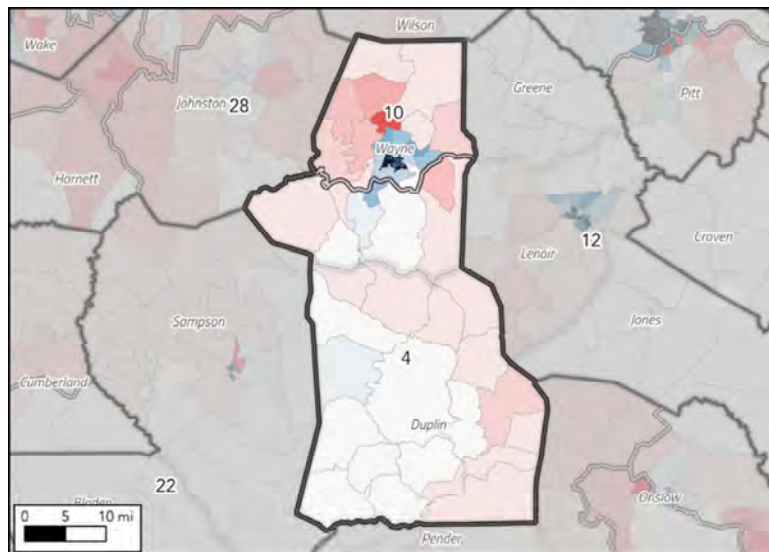 Wilson
Wake
Greene
Johnston
28
10
Pitt
Wayne
Harnett
12
Craven
Lenoir
Sampson
Jones
4
Cumberland
Duplin
22
Bladen
Onslow
0 5 10 mi
Pender